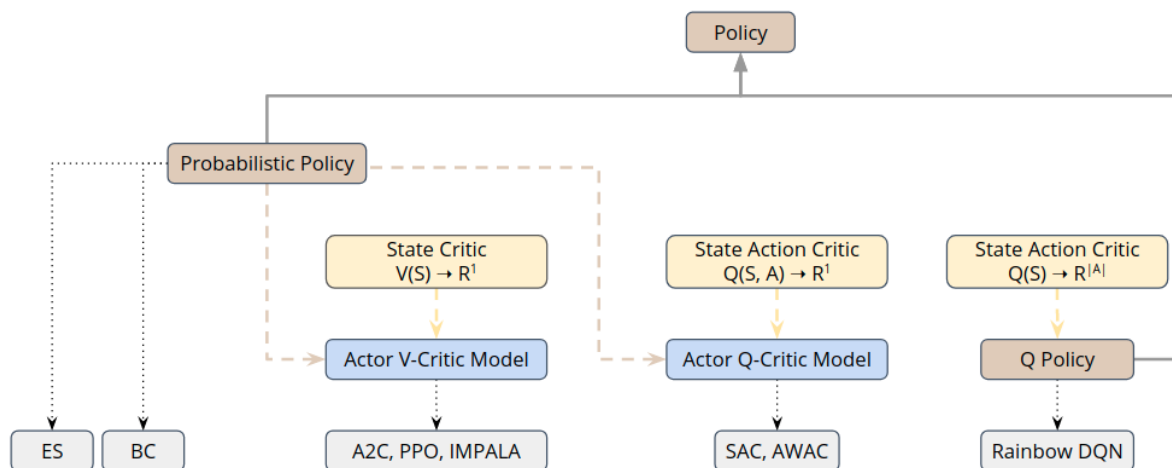 Policy
Probabilistic Policy
State Critic
V(S) → R¹
State Action Critic
Q(S, A) → R¹
State Action Critic
Q(S) → R^|A|
Actor V-Critic Model
Actor Q-Critic Model
Q Policy
ES
BC
A2C, PPO, IMPALA
SAC, AWAC
Rainbow DQN